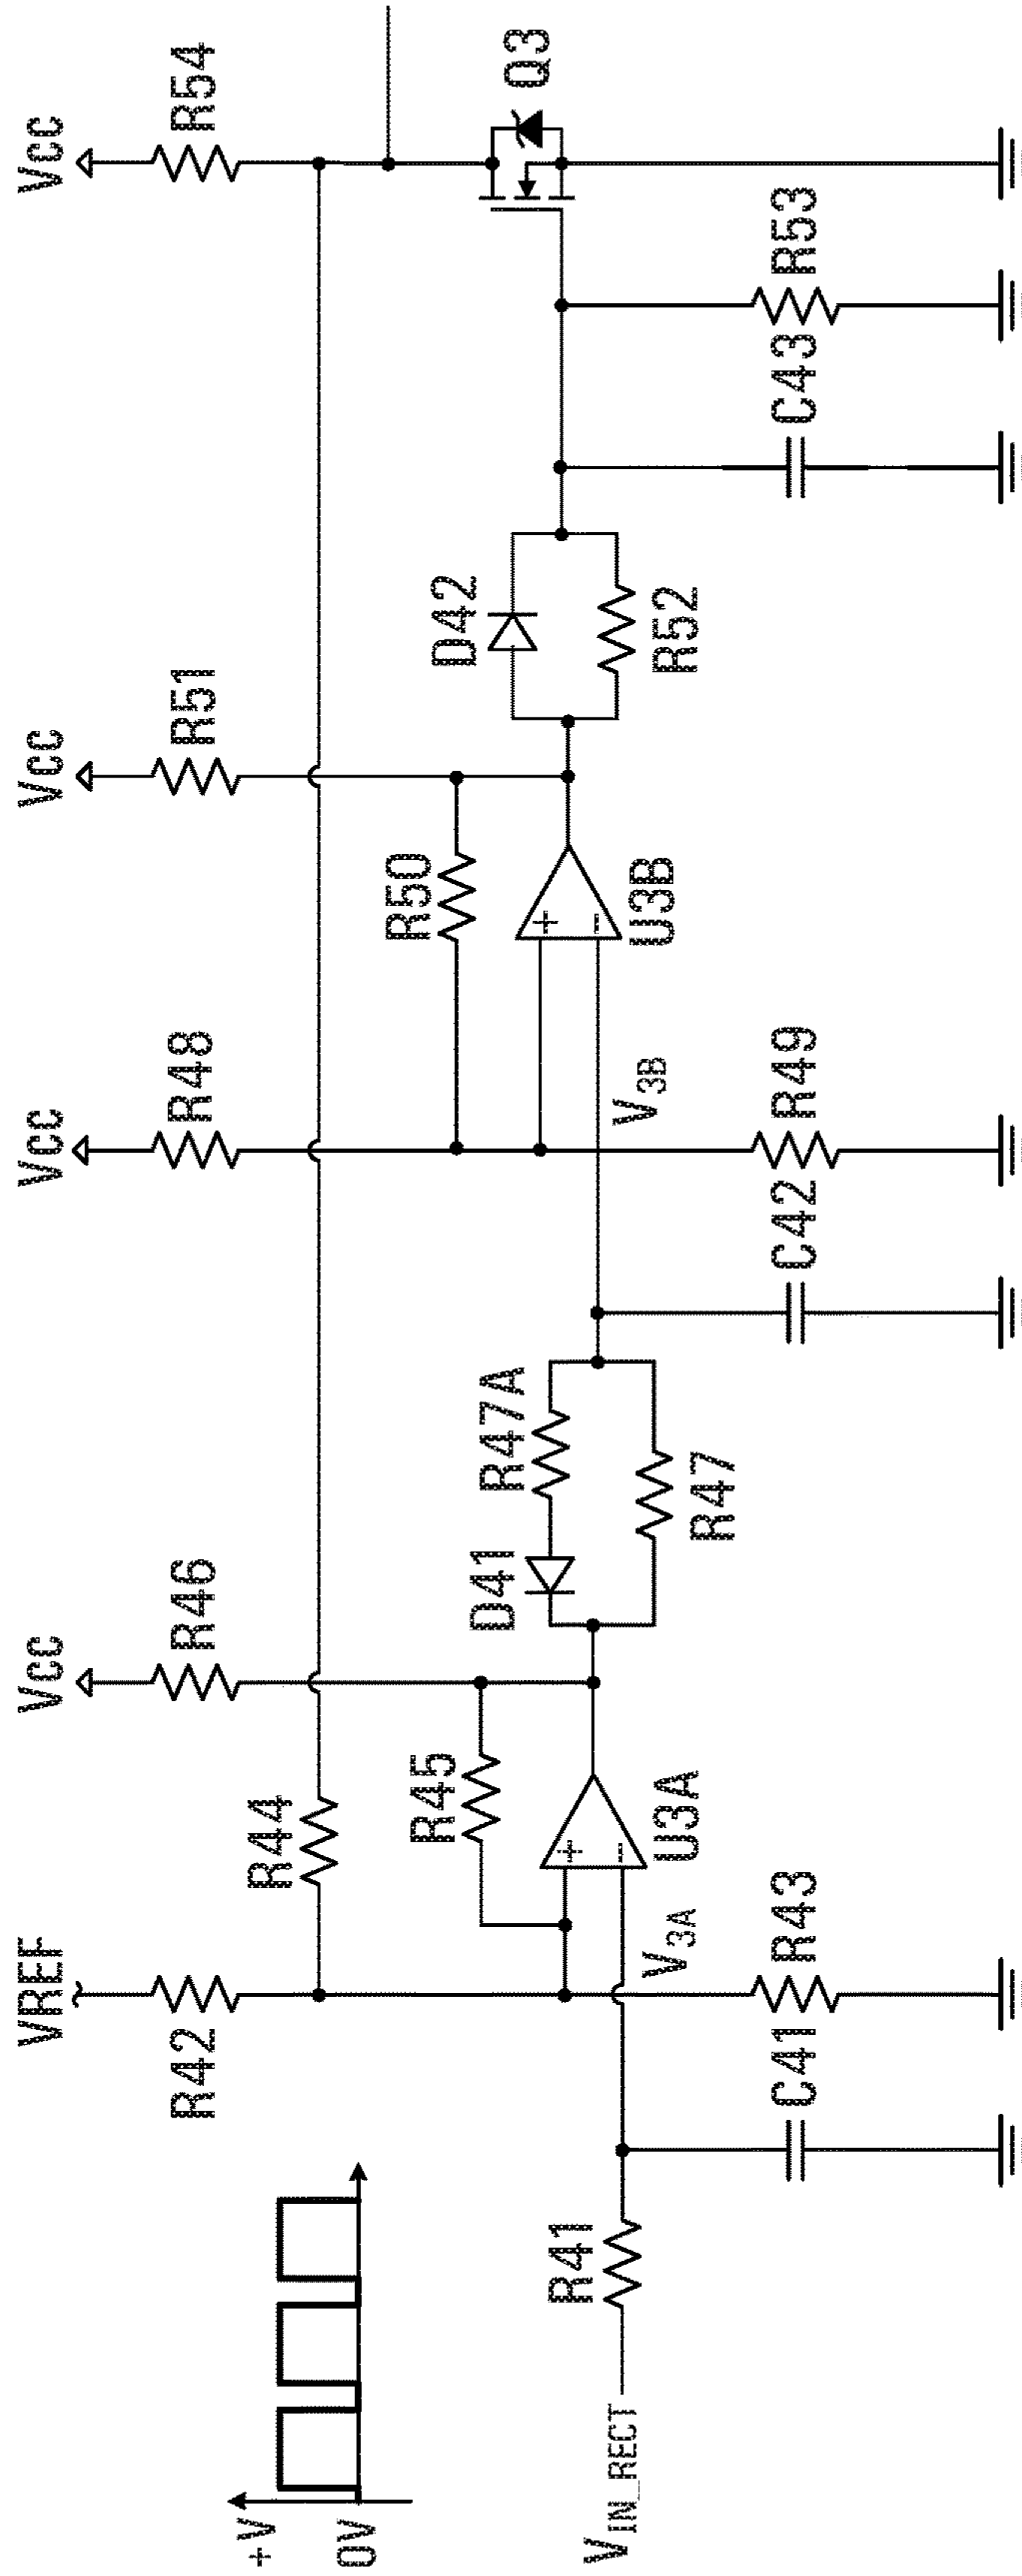 VREF
Vcc
Vcc
Vcc
Vcc
R42
R46
R48
R51
R54
R44
+V
0V
R45
R50
D42
Q3
D41
R47A
R41
VIN_RECT
V3A
U3A
R47
V3B
U3B
R52
C41
R43
C42
R49
C43
R53